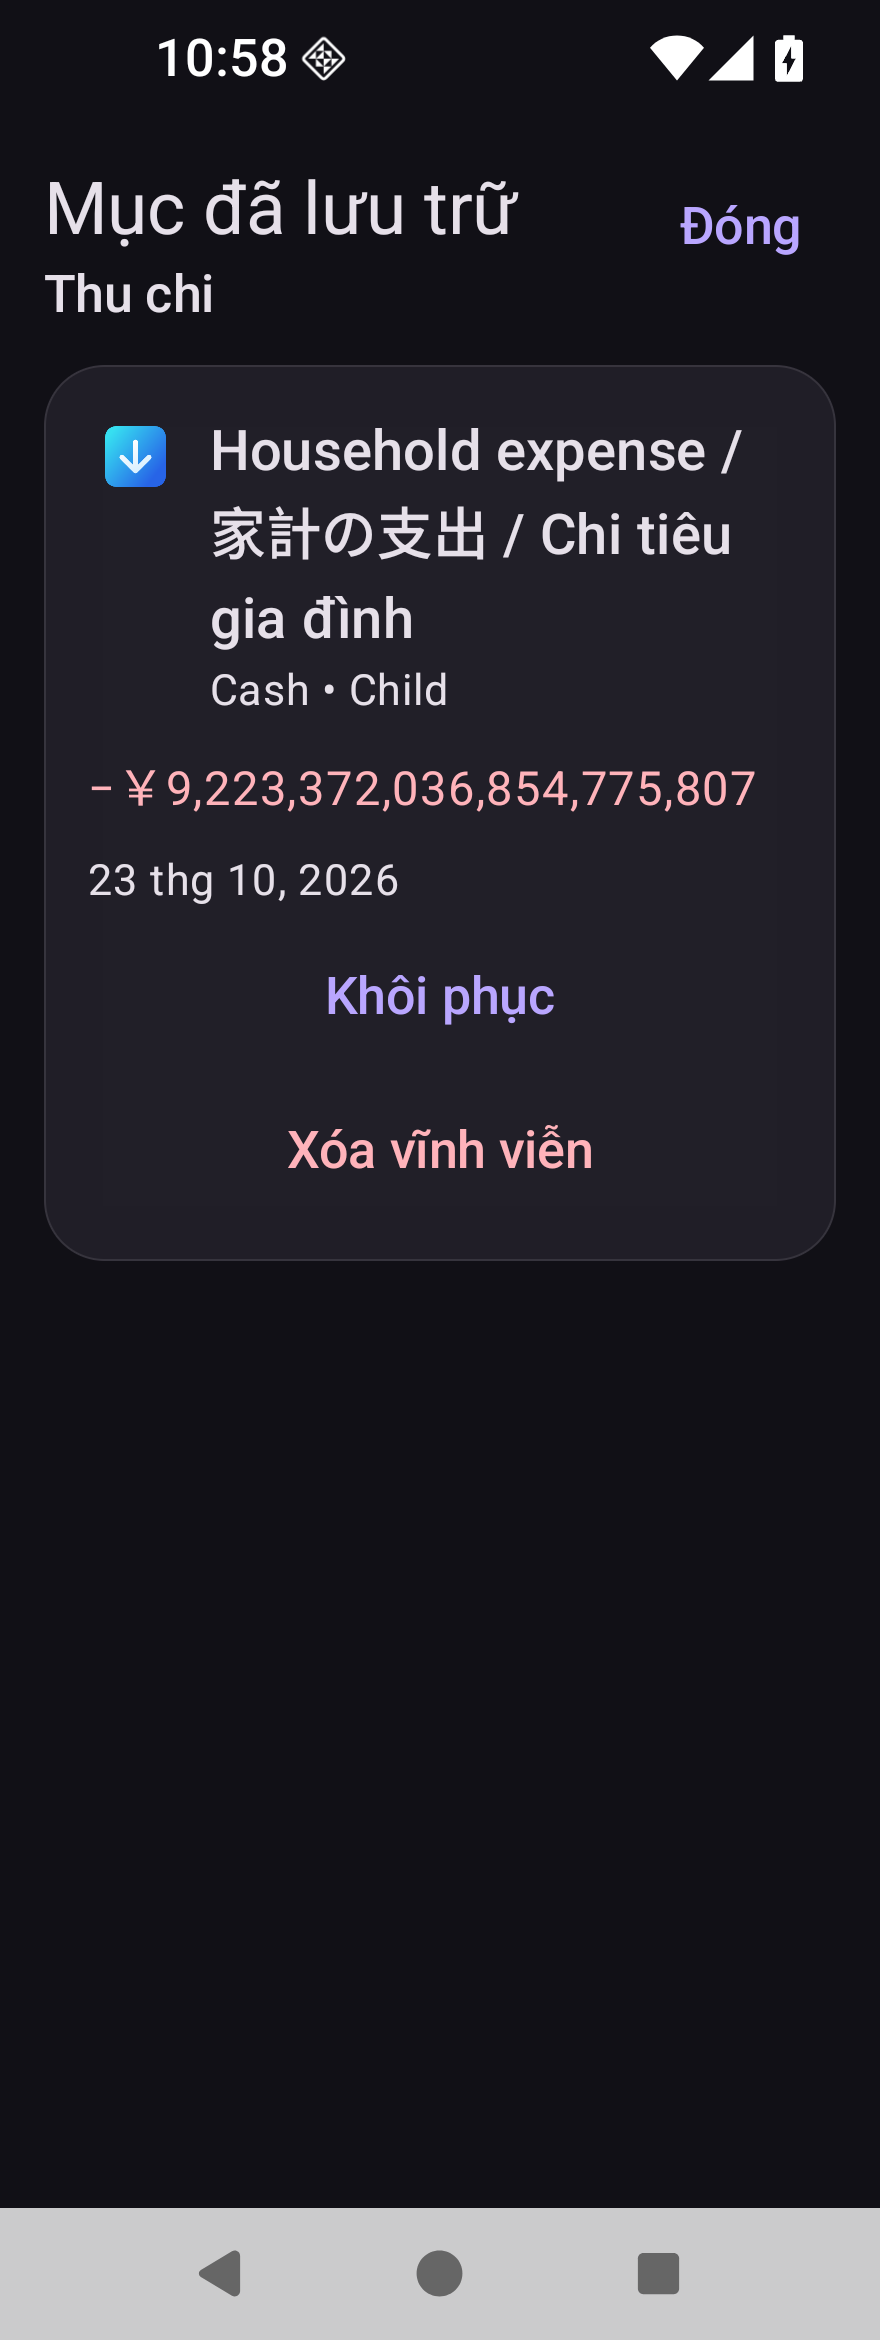 10:58
Mục đã lưu trữ
Đóng
Thu chi
Household expense /
家計の支出 / Chi tiêu
gia đình
Cash • Child
−￥9,223,372,036,854,775,807
23 thg 10, 2026
Khôi phục
Xóa vĩnh viễn